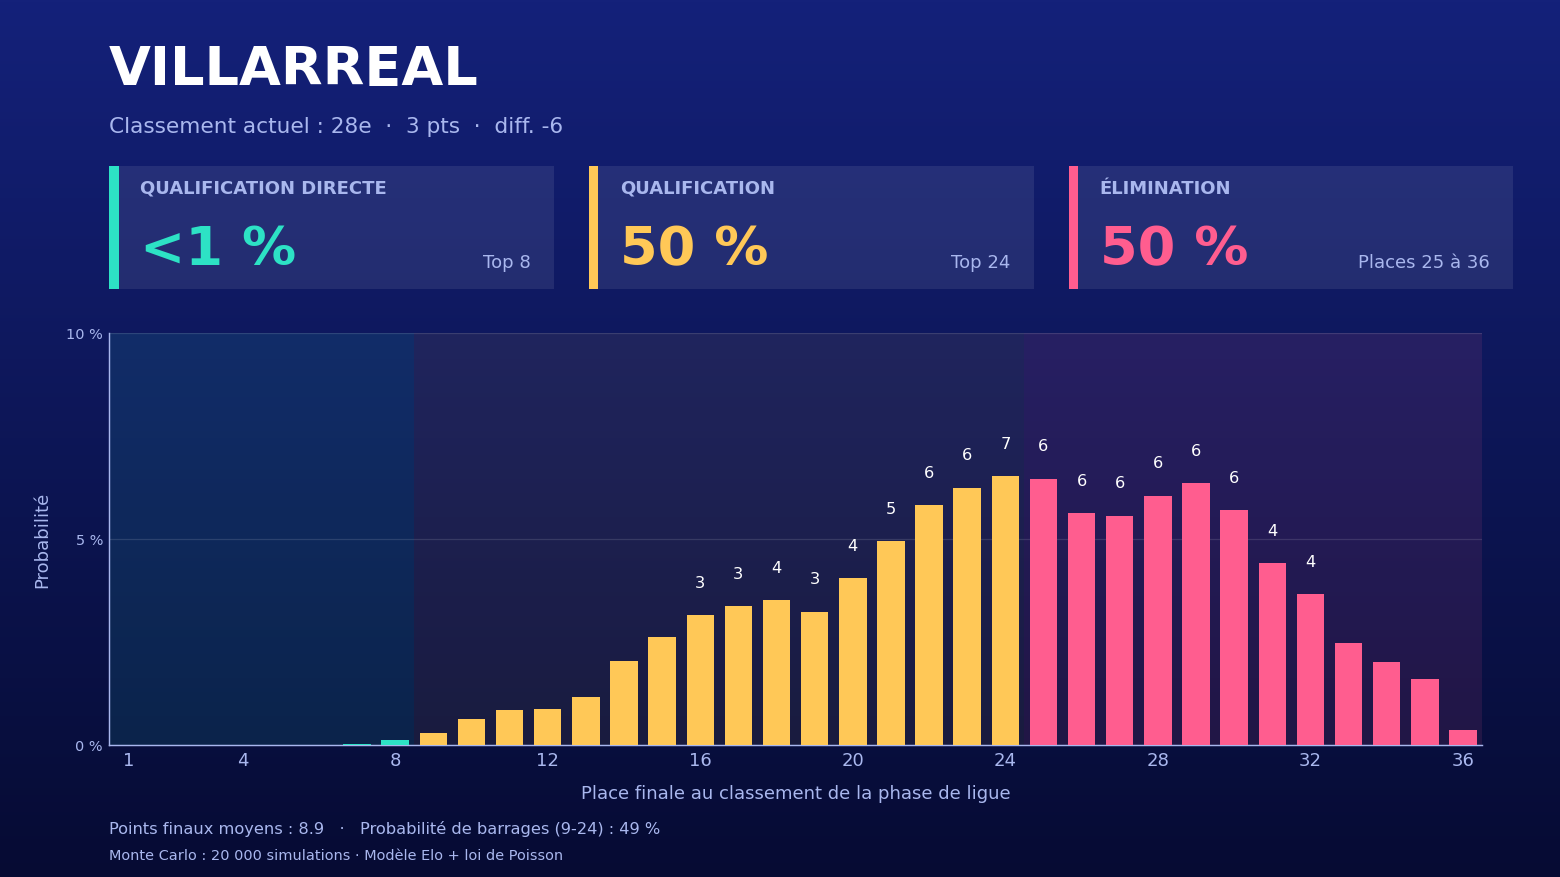 VILLARREAL
Classement actuel : 28e · 3 pts · diff. -6
QUALIFICATION DIRECTE
<1 %
Top 8
QUALIFICATION
50 %
Top 24
ÉLIMINATION
50 %
Places 25 à 36
10 %
5 %
0 %
Probabilité
3 3 4 3 4 5 6 6 7 6 6 6 6 6 6 4 4
1 4 8 12 16 20 24 28 32 36
Place finale au classement de la phase de ligue
Points finaux moyens : 8.9 · Probabilité de barrages (9-24) : 49 %
Monte Carlo : 20 000 simulations · Modèle Elo + loi de Poisson